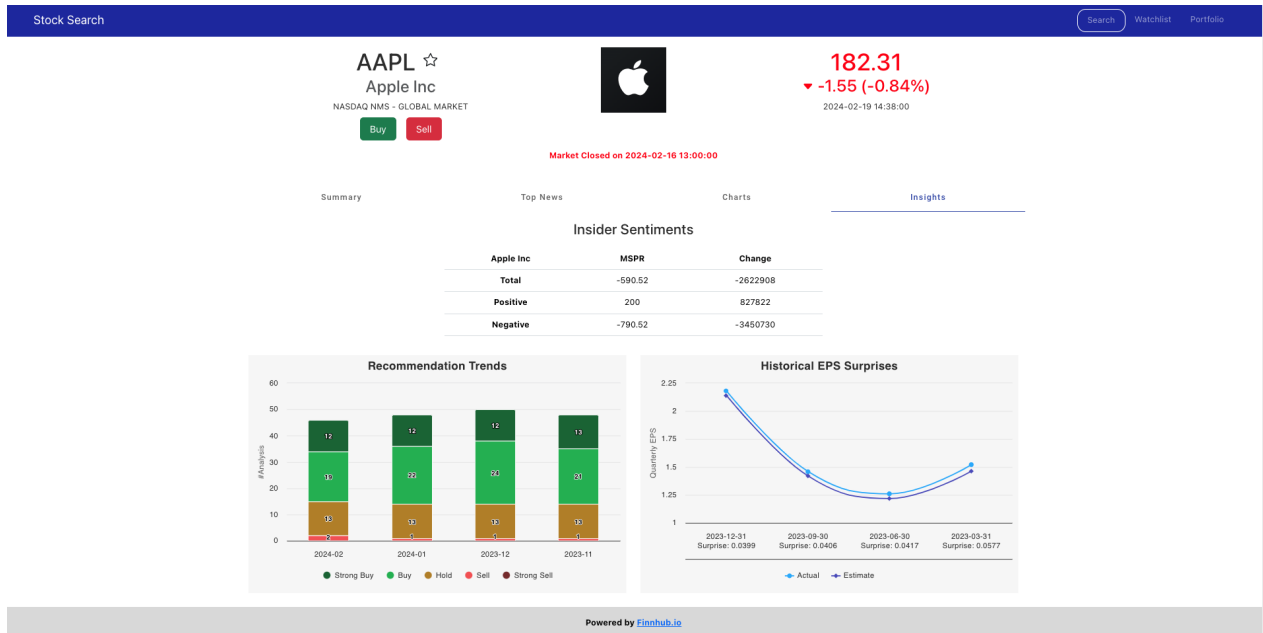 Stock Search
Search Watchlist Portfolio
AAPL
Apple Inc
NASDAQ NMS - GLOBAL MARKET
Buy Sell
182.31
-1.55 (-0.84%)
2024-02-19 14:38:00
Market Closed on 2024-02-16 13:00:00
Summary Top News Charts Insights
Insider Sentiments
Apple Inc MSPR Change
Total -590.52 -2622908
Positive 200 827822
Negative -790.52 -3450730
Recommendation Trends
60
50
40
30
20
10
0
#Analysis
12 12 12 13
19 22 24 21
13 13 13 13
2 1 1 1
2024-02 2024-01 2023-12 2023-11
Strong Buy Buy Hold Sell Strong Sell
Historical EPS Surprises
2.25
2
1.75
1.5
1.25
1
Quarterly EPS
2023-12-31 2023-09-30 2023-06-30 2023-03-31
Surprise: 0.0399 Surprise: 0.0406 Surprise: 0.0417 Surprise: 0.0577
Actual Estimate
Powered by Finnhub.io